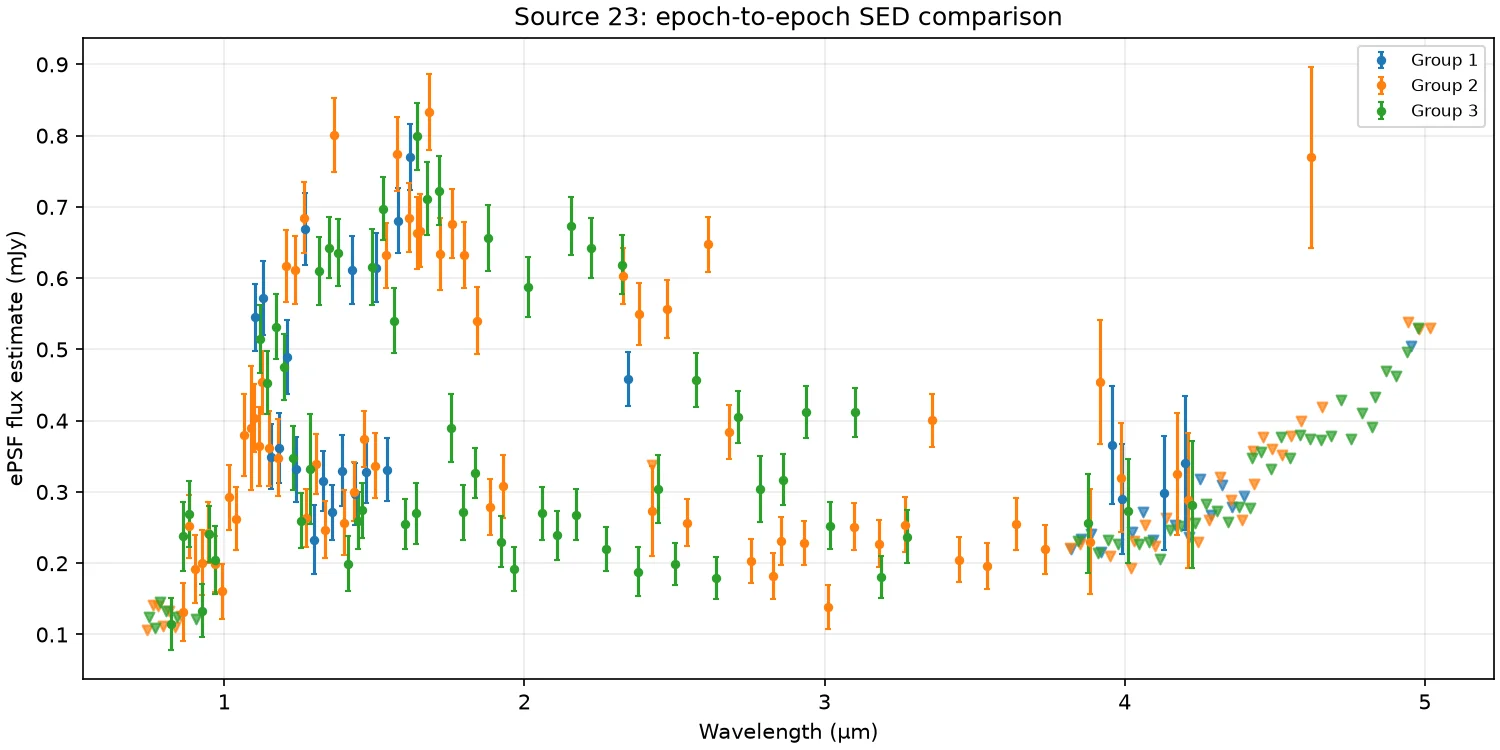 Source 23: epoch-to-epoch SED comparison
Group 1
Group 2
Group 3
ePSF flux estimate (mJy)
0.9
0.8
0.7
0.6
0.5
0.4
0.3
0.2
0.1
1 2 3 4 5
Wavelength (μm)